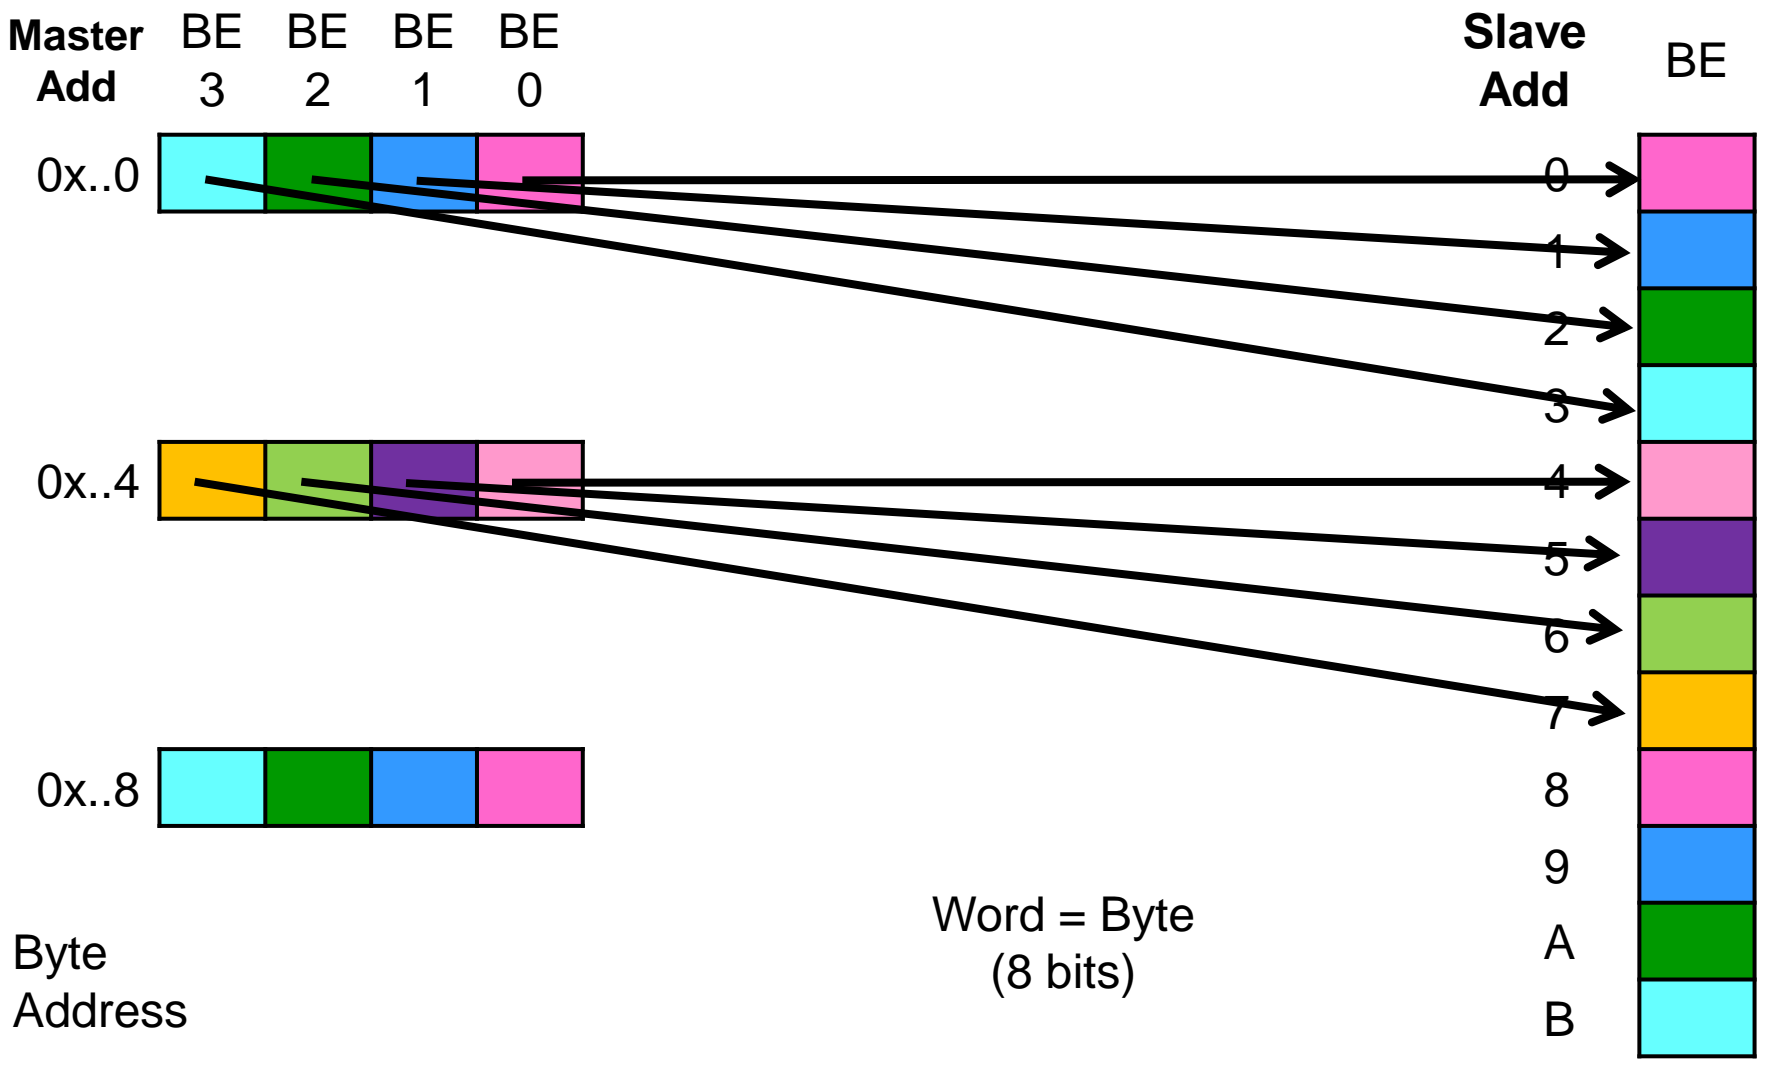 Master Add
BE 3
BE 2
BE 1
BE 0
Slave Add
BE
0x..0
0
1
2
3
0x..4
4
5
6
7
0x..8
8
9
A
B
Word = Byte
(8 bits)
Byte
Address